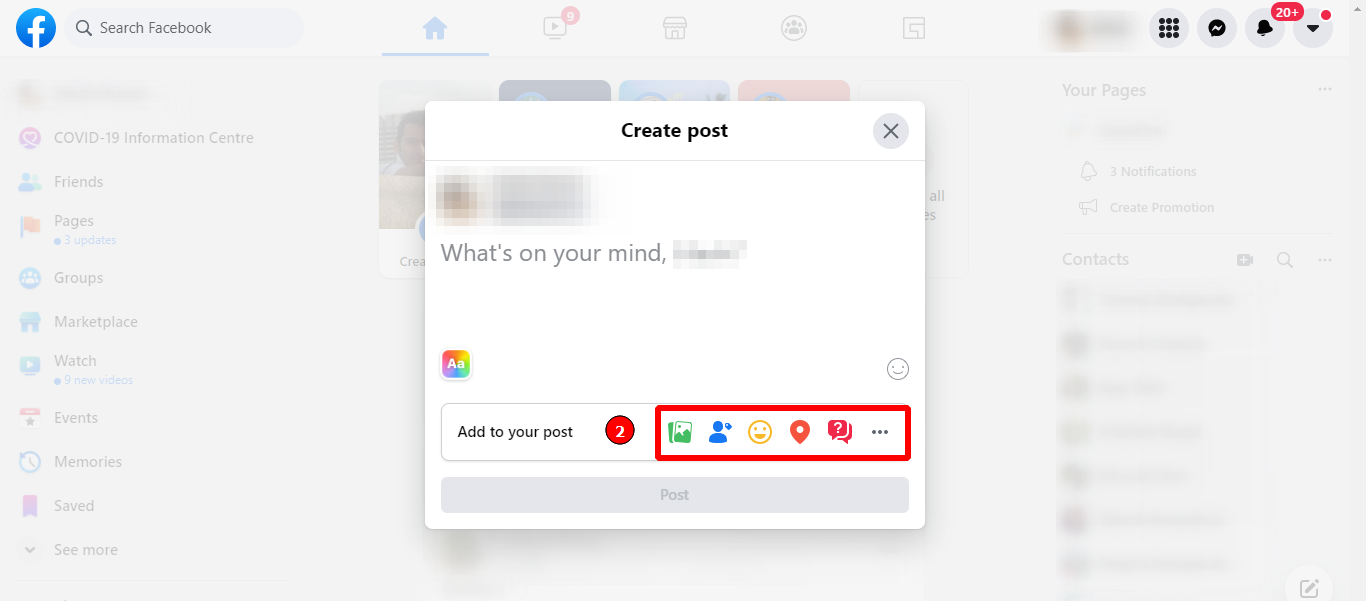 Search Facebook
9
20+
COVID-19 Information Centre
Friends
Pages
3 updates
Groups
Marketplace
Watch
9 new videos
Events
Memories
Saved
See more
Crea
all
es
Create post
What's on your mind,
Aa
Add to your post
2
?
Post
Your Pages
3 Notifications
Create Promotion
Contacts